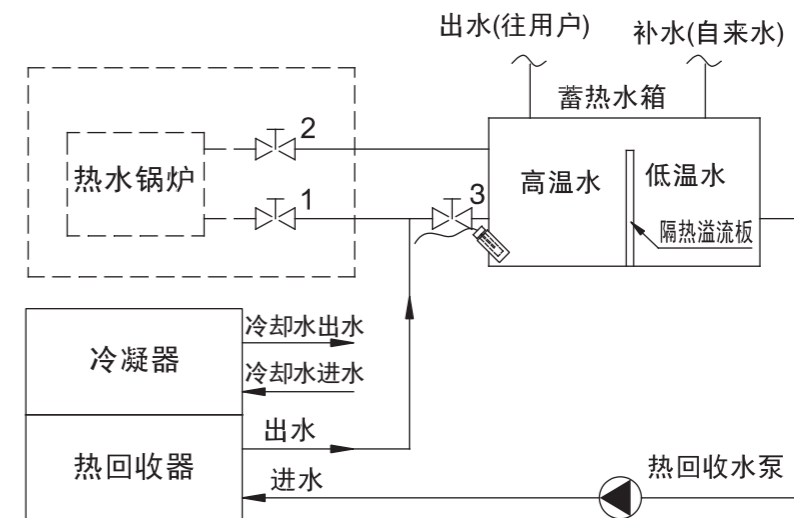 出水(往用户)
补水(自来水)
蓄热水箱
2
热水锅炉
1
3
高温水
低温水
隔热溢流板
冷却水出水
冷凝器
冷却水进水
出水
热回收器
进水
热回收水泵